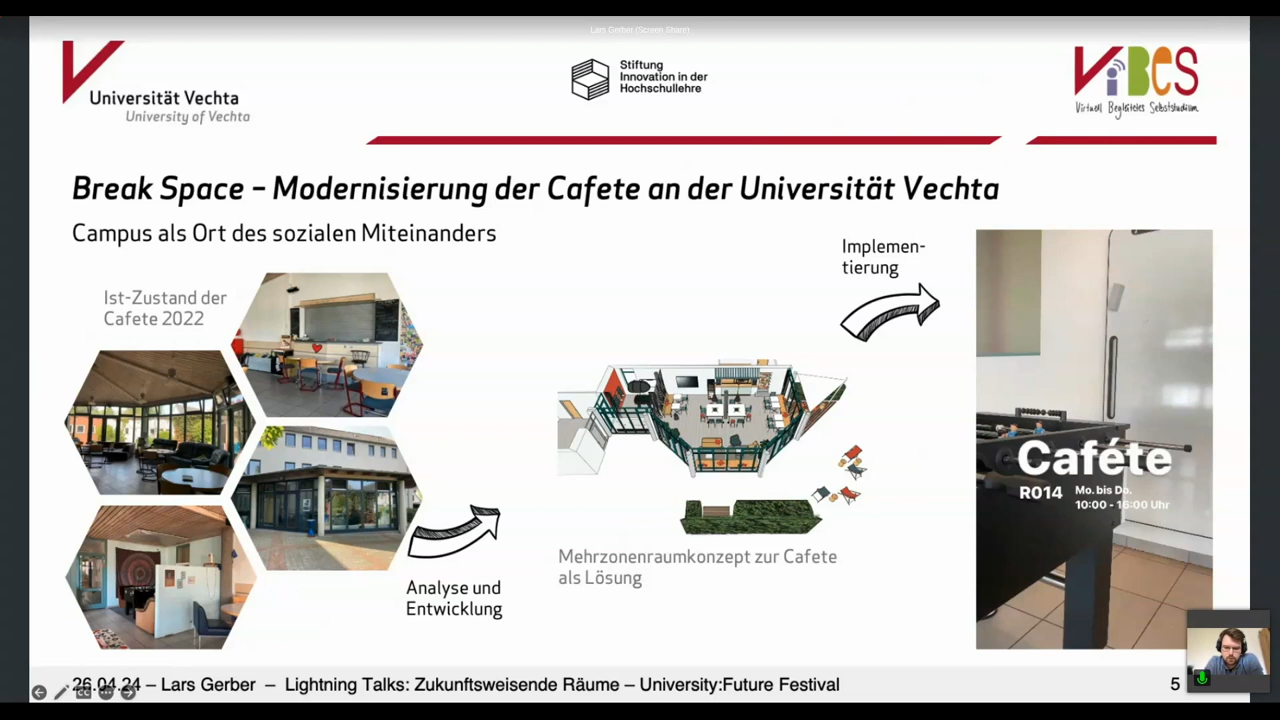 Lars Gerber (Screen Share)
Universität Vechta
University of Vechta
Stiftung
Innovation in der
Hochschullehre
ViBeS
Virtuell Begleitetes Selbststudium
Break Space – Modernisierung der Cafete an der Universität Vechta
Campus als Ort des sozialen Miteinanders
Ist-Zustand der
Cafete 2022
Analyse und
Entwicklung
Mehrzonenraumkonzept zur Cafete
als Lösung
Implemen-
tierung
Caféte
R014
Mo. bis Do.
10:00 - 16:00 Uhr
26.04.24 – Lars Gerber – Lightning Talks: Zukunftsweisende Räume – University:Future Festival
5